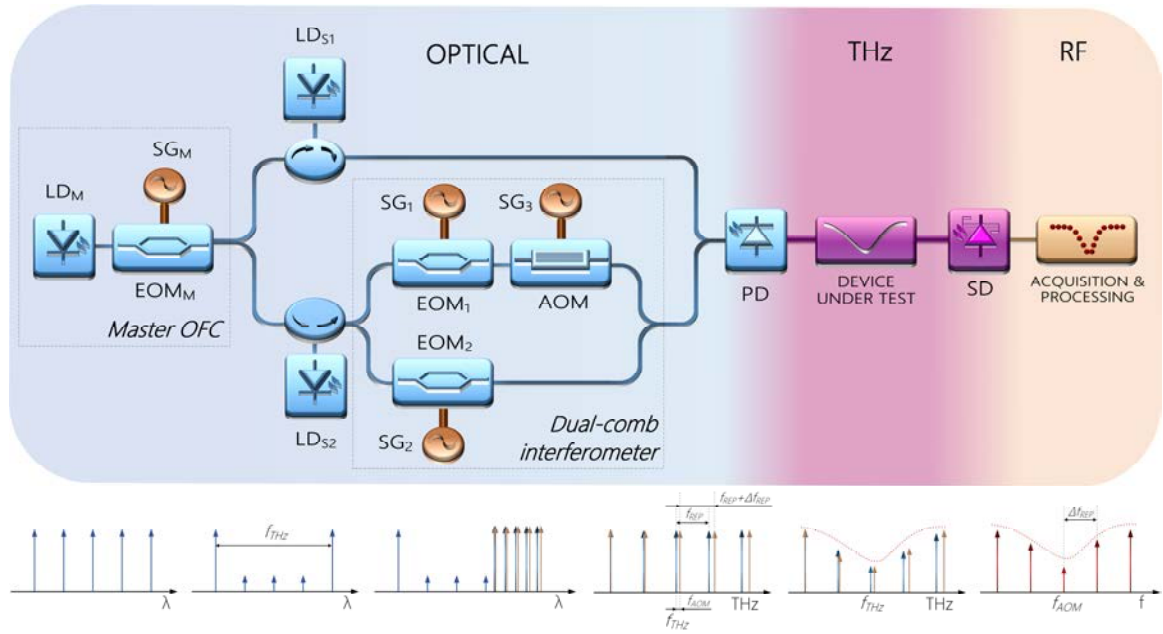 OPTICAL
THz
RF
LDS1
SGM
LDM
EOMM
Master OFC
SG1
SG3
EOM1
AOM
EOM2
LDS2
SG2
Dual-comb
interferometer
PD
DEVICE
UNDER TEST
SD
ACQUISITION &
PROCESSING
λ
fTHz
λ
λ
fREP+ΔfREP
fREP
fAOM
fTHz
THz
fTHz
THz
ΔfREP
fAOM
f